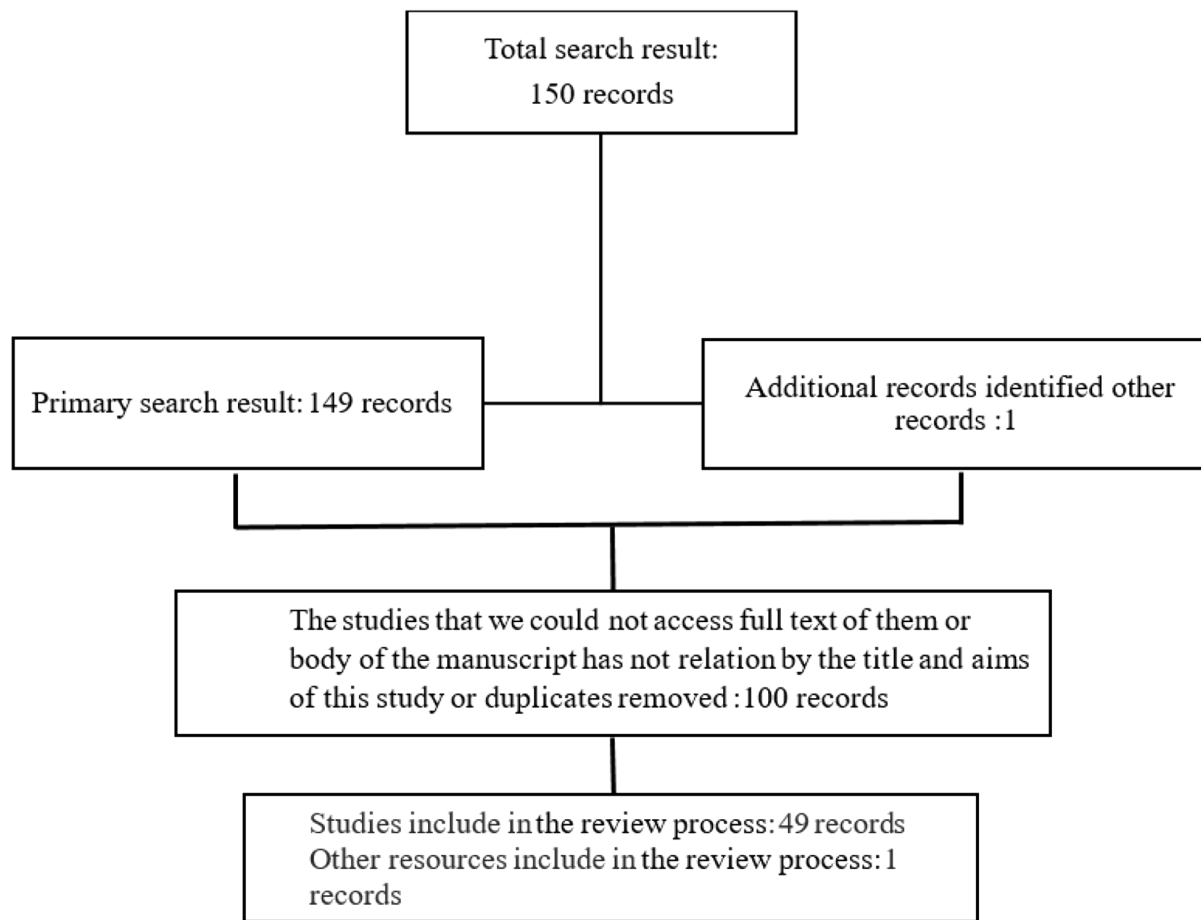 Total search result:
150 records
Primary search result: 149 records
Additional records identified other
records :1
The studies that we could not access full text of them or
body of the manuscript has not relation by the title and aims
of this study or duplicates removed :100 records
Studies include in the review process: 49 records
Other resources include in the review process: 1
records